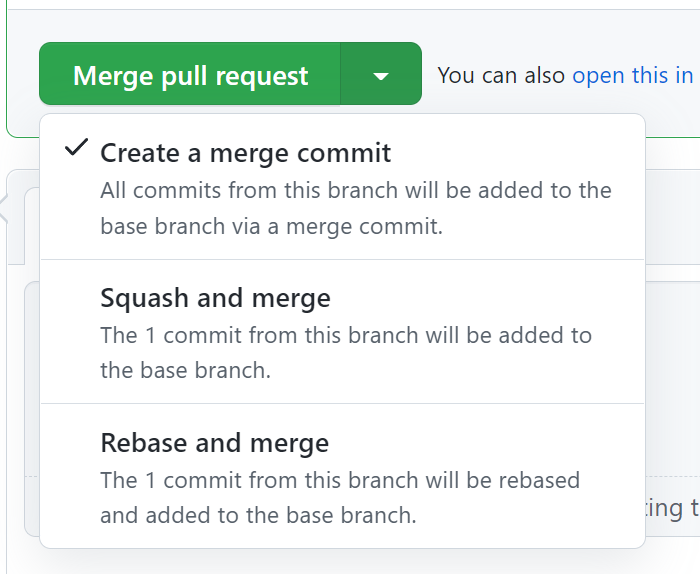 Merge pull request
You can also open this in
Create a merge commit
All commits from this branch will be added to the
base branch via a merge commit.
Squash and merge
The 1 commit from this branch will be added to
the base branch.
Rebase and merge
The 1 commit from this branch will be rebased
and added to the base branch.